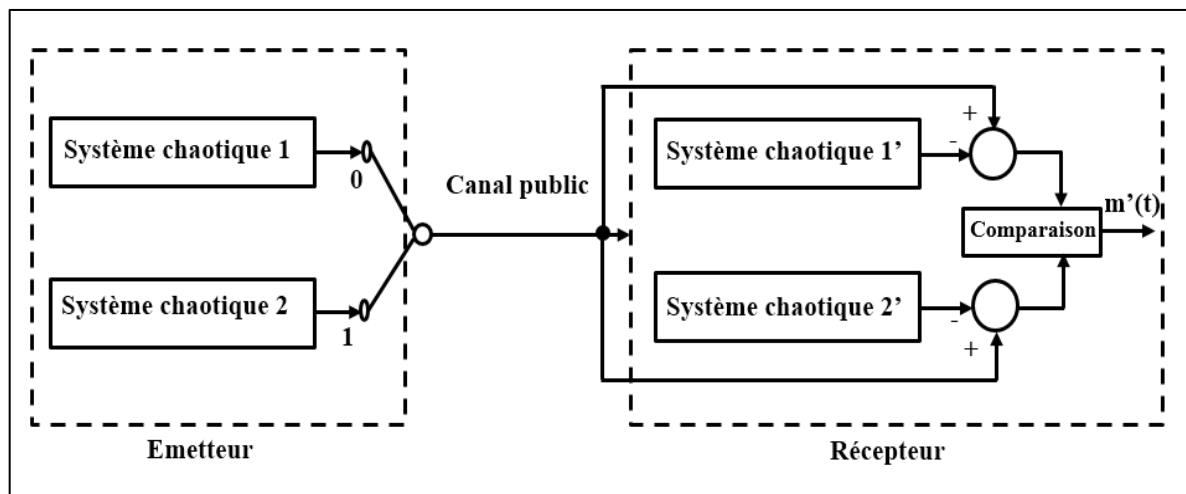 Système chaotique 1
0
Canal public
Système chaotique 2
1
Emetteur
+
Système chaotique 1’
-
m’(t)
Comparaison
Système chaotique 2’
-
+
Récepteur